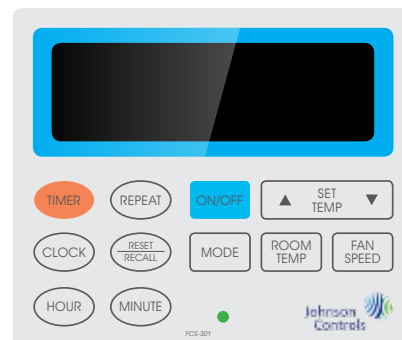 TIMER
REPEAT
ON/OFF
▲ SET TEMP ▼
CLOCK
RESET
RECALL
MODE
ROOM
TEMP
FAN
SPEED
HOUR
MINUTE
FCS-301
Johnson
Controls